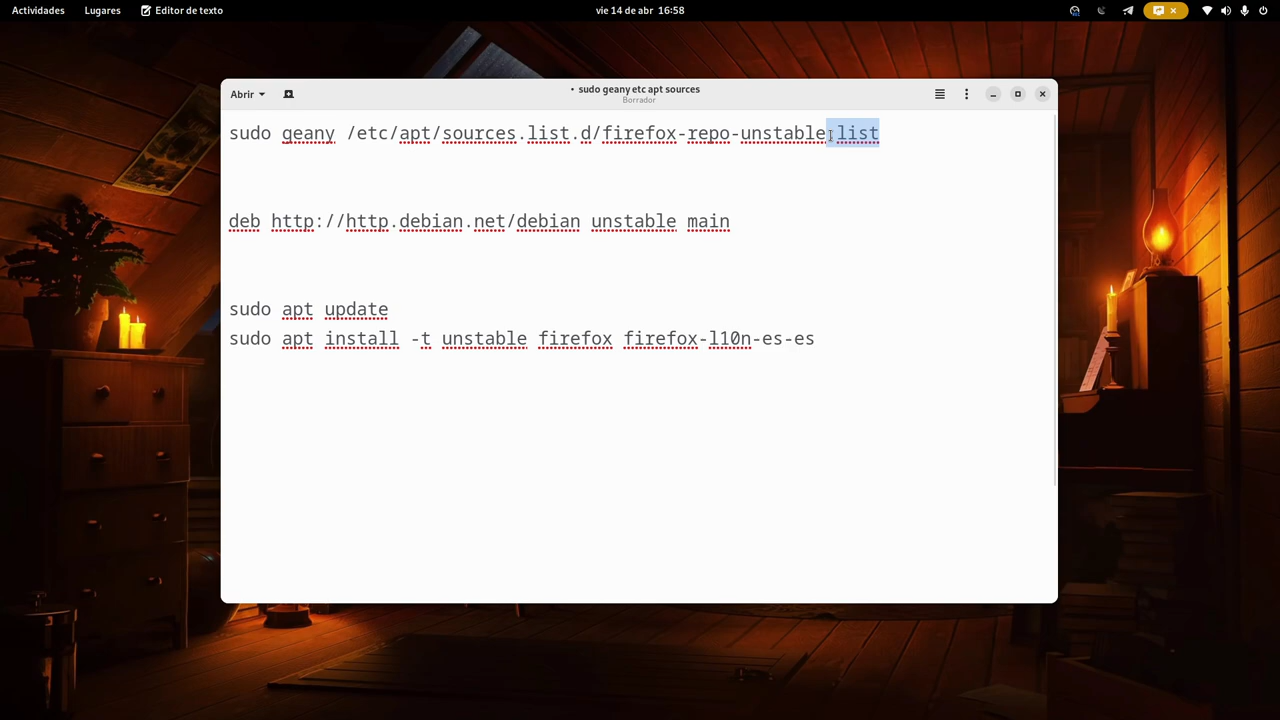 Actividades Lugares Editor de texto vie 14 de abr 16:58
Abrir • sudo geany etc apt sources
Borrador
sudo geany /etc/apt/sources.list.d/firefox-repo-unstable.list
deb http://http.debian.net/debian unstable main
sudo apt update
sudo apt install -t unstable firefox firefox-l10n-es-es